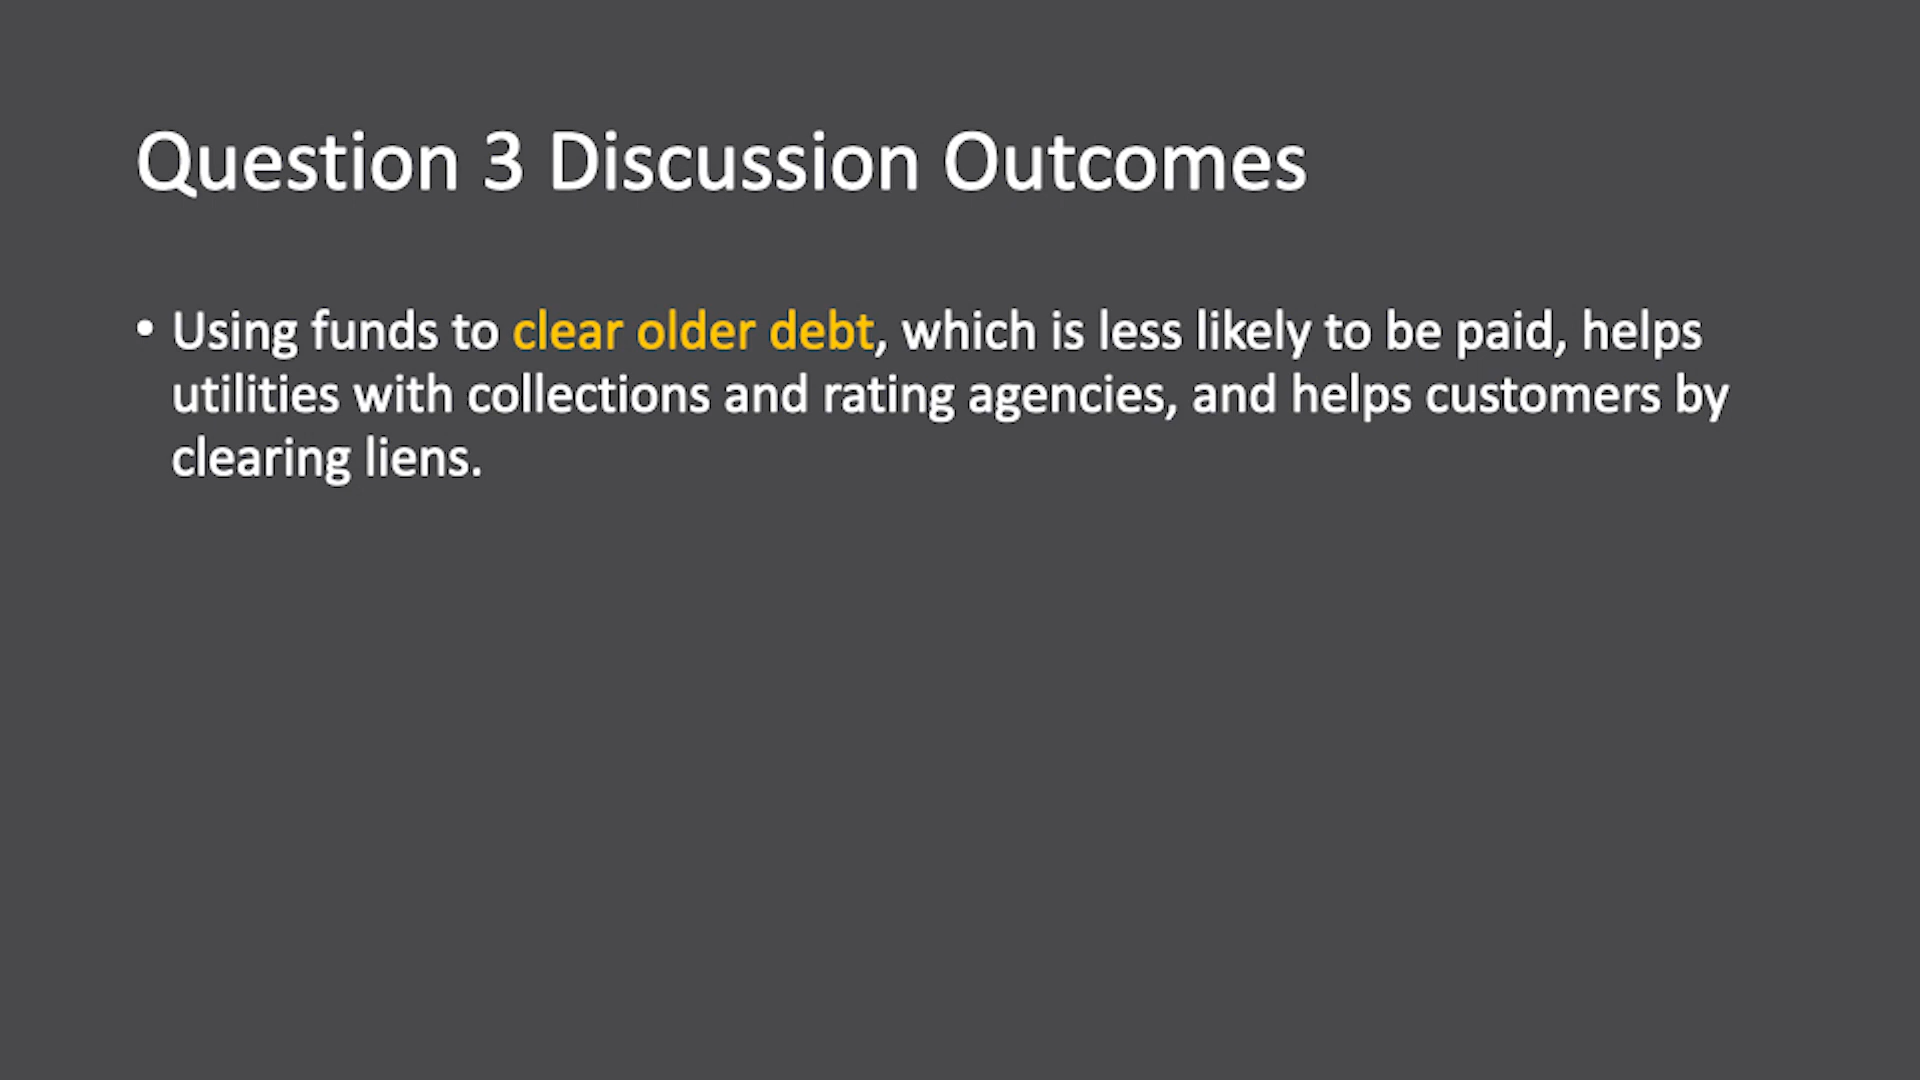 Question 3 Discussion Outcomes
• Using funds to clear older debt, which is less likely to be paid, helps
utilities with collections and rating agencies, and helps customers by
clearing liens.